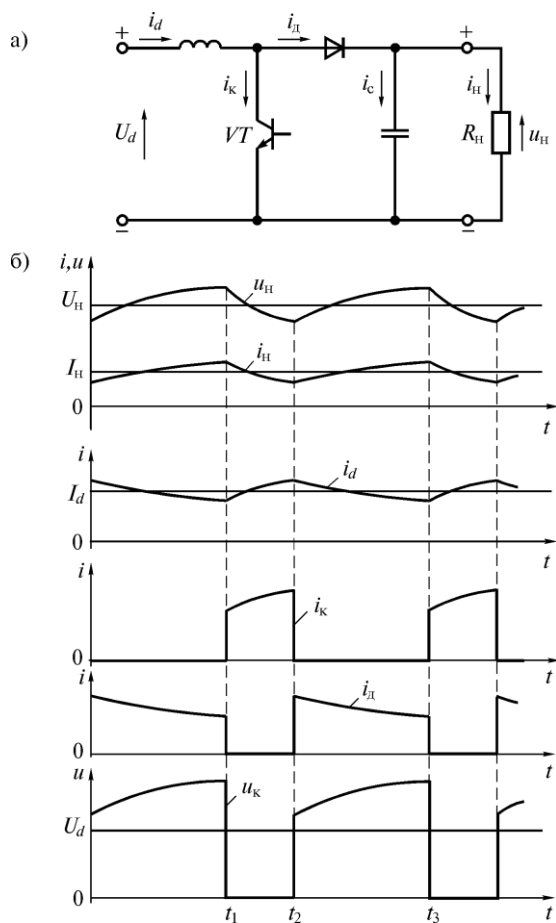 а)
+ i_d i_д +
i_к i_с i_н
U_d VT R_н u_н
– –
б)
i,u
u_н
U_н
i_н
I_н
0
t
i
i_d
I_d
0
t
i
i_к
0
t
i
i_д
0
t
u
u_к
U_d
0
t_1 t_2 t_3 t